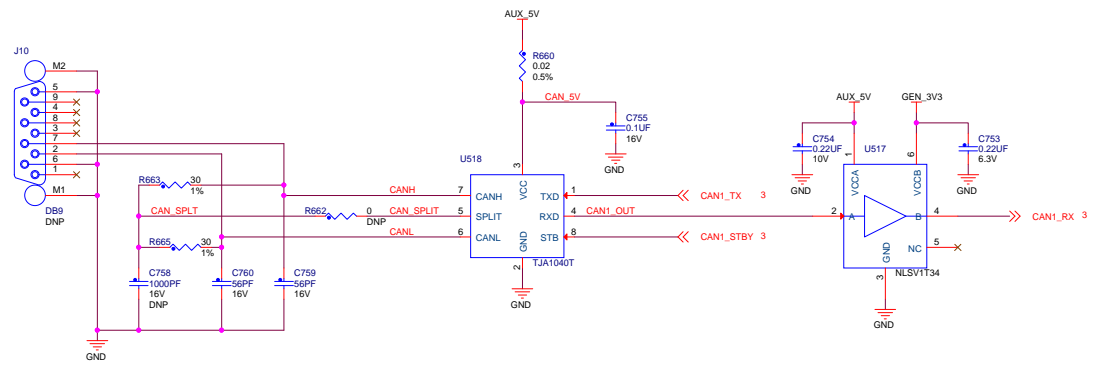 AUX_5V
J10
M2
5
9
4
8
3
7
2
6
1
M1
DB9
DNP
R660
0.02
0.5%
CAN_5V
C755
0.1UF
16V
GND
AUX_5V
GEN_3V3
C754
0.22UF
10V
GND
U517
C753
0.22UF
6.3V
GND
1
6
VCCA
VCCB
2
A
B
4
CAN1_RX
3
NC
5
GND
3
NLSV1T34
GND
U518
3
VCC
R663
30
1%
CANH
7
CANH
TXD
1
CAN1_TX
3
CAN_SPLT
R662
0
DNP
CAN_SPLIT
5
SPLIT
RXD
4
CAN1_OUT
R665
30
1%
CANL
6
CANL
STB
8
CAN1_STBY
3
GND
2
TJA1040T
GND
C758
1000PF
16V
DNP
C760
56PF
16V
C759
56PF
16V
GND